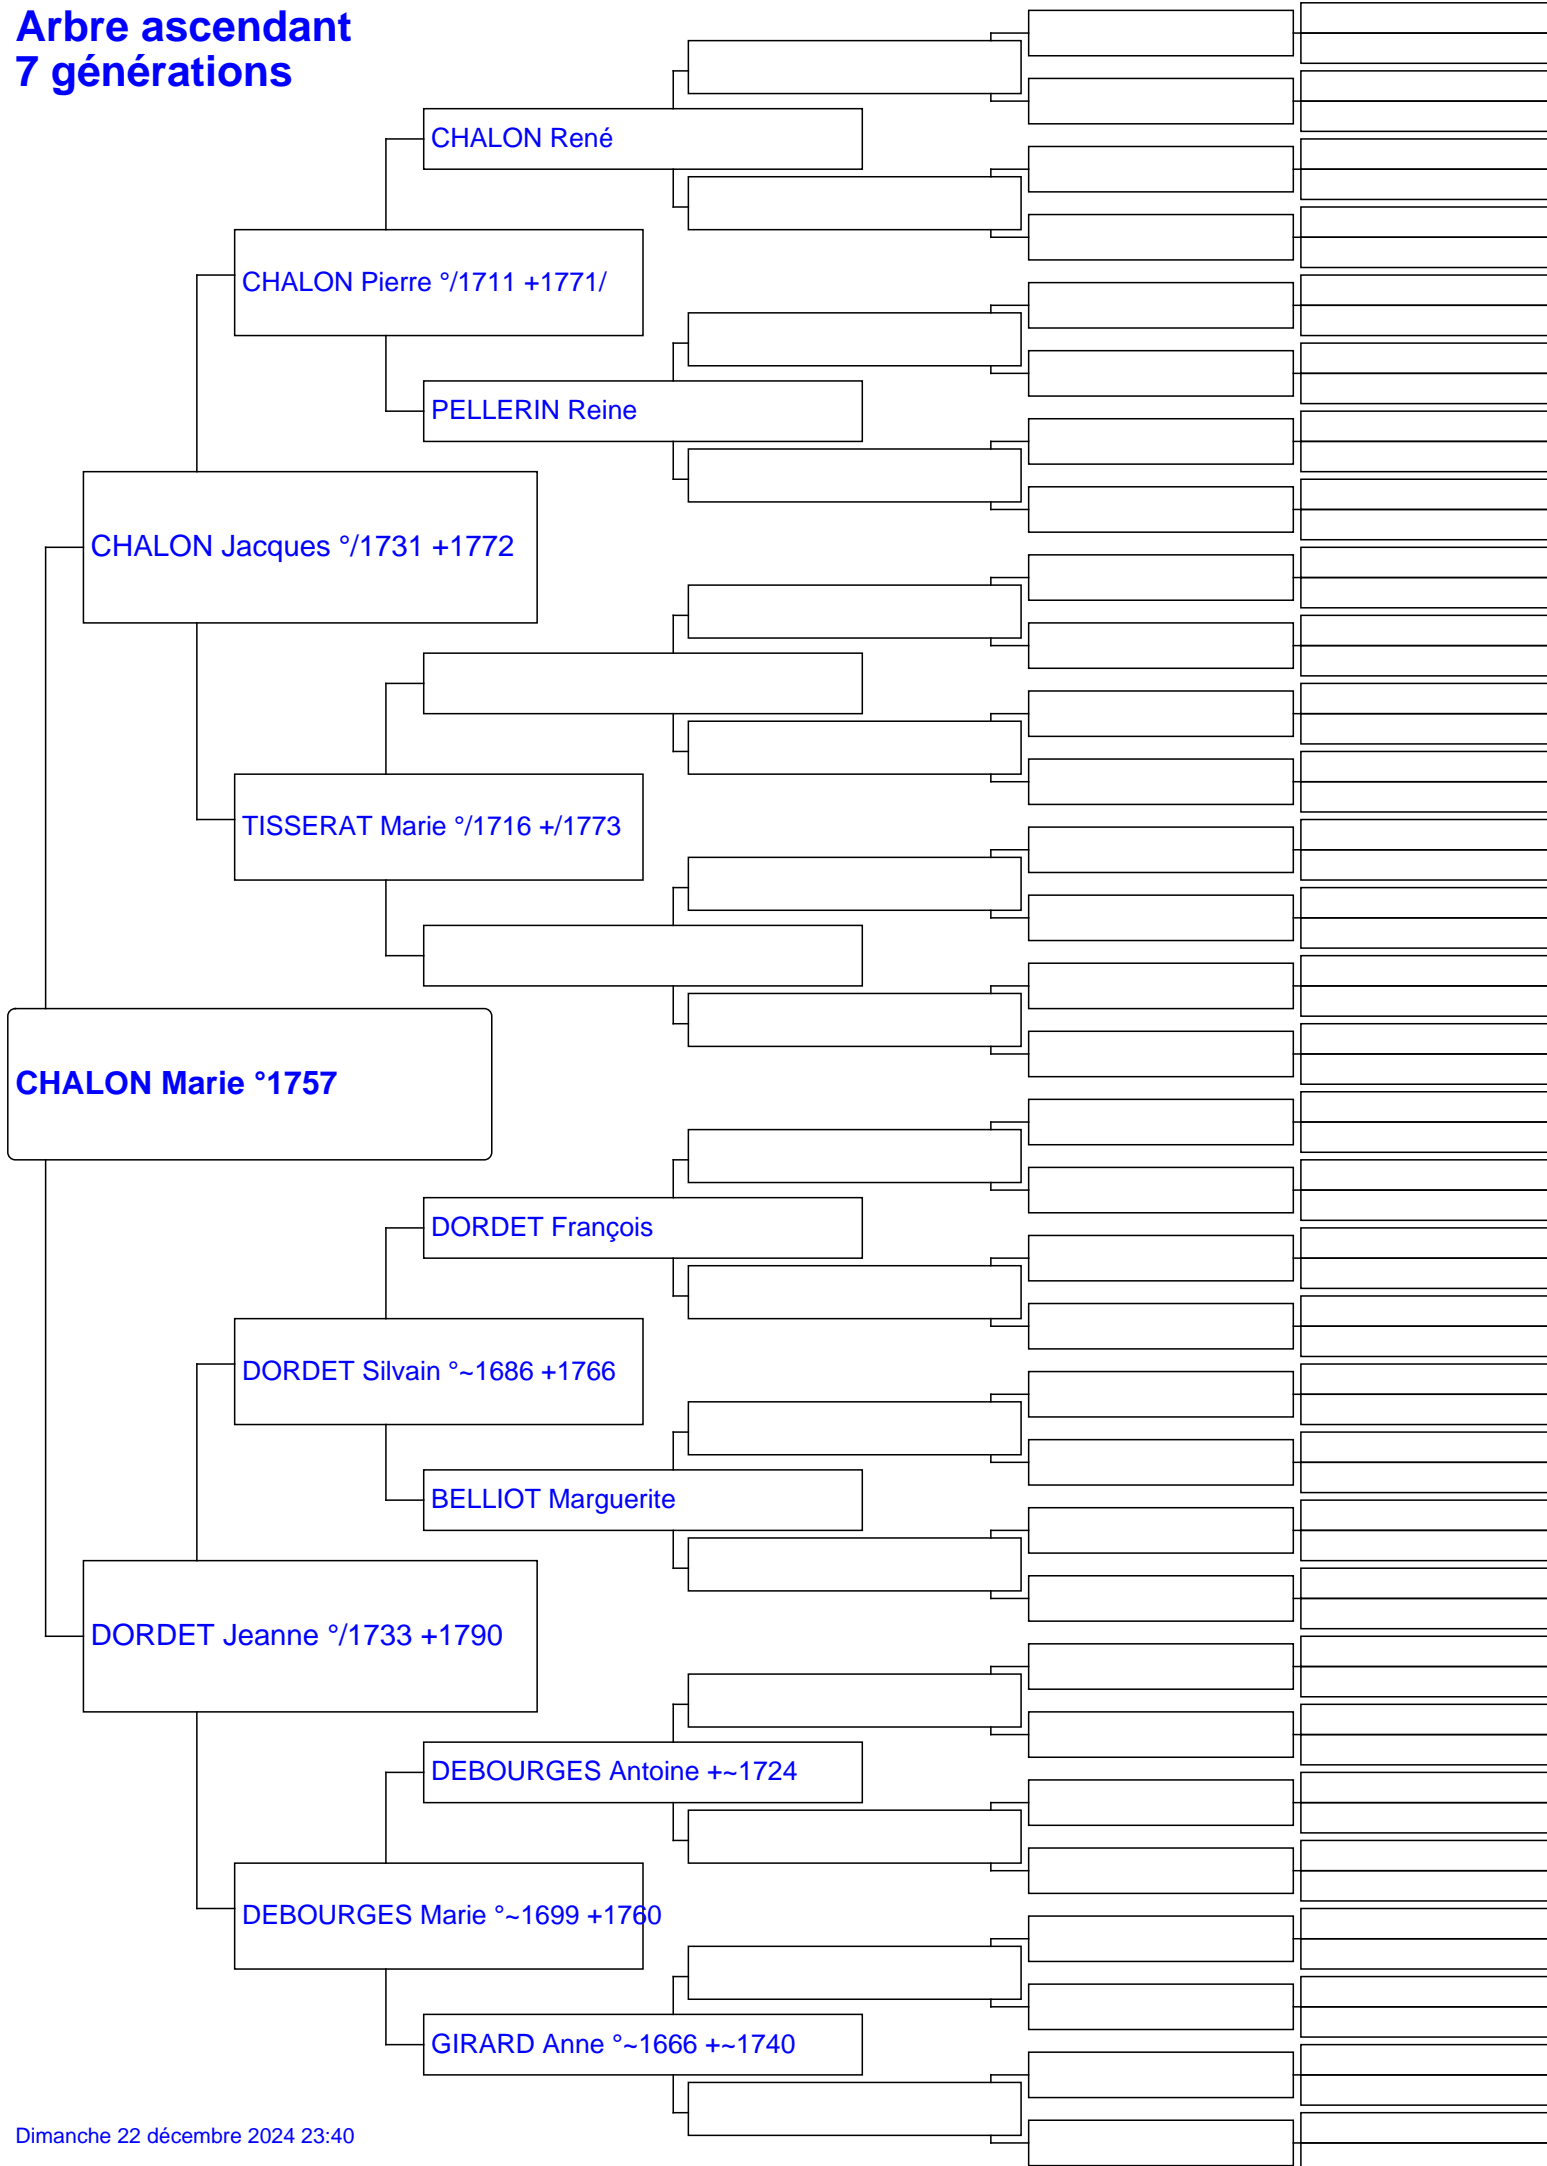 Arbre ascendant
7 générations
CHALON René
CHALON Pierre °/1711 +1771/
PELLERIN Reine
CHALON Jacques °/1731 +1772
TISSERAT Marie °/1716 +/1773
CHALON Marie °1757
DORDET François
DORDET Silvain °~1686 +1766
BELLIOT Marguerite
DORDET Jeanne °/1733 +1790
DEBOURGES Antoine +~1724
DEBOURGES Marie °~1699 +1760
GIRARD Anne °~1666 +~1740
Dimanche 22 décembre 2024 23:40